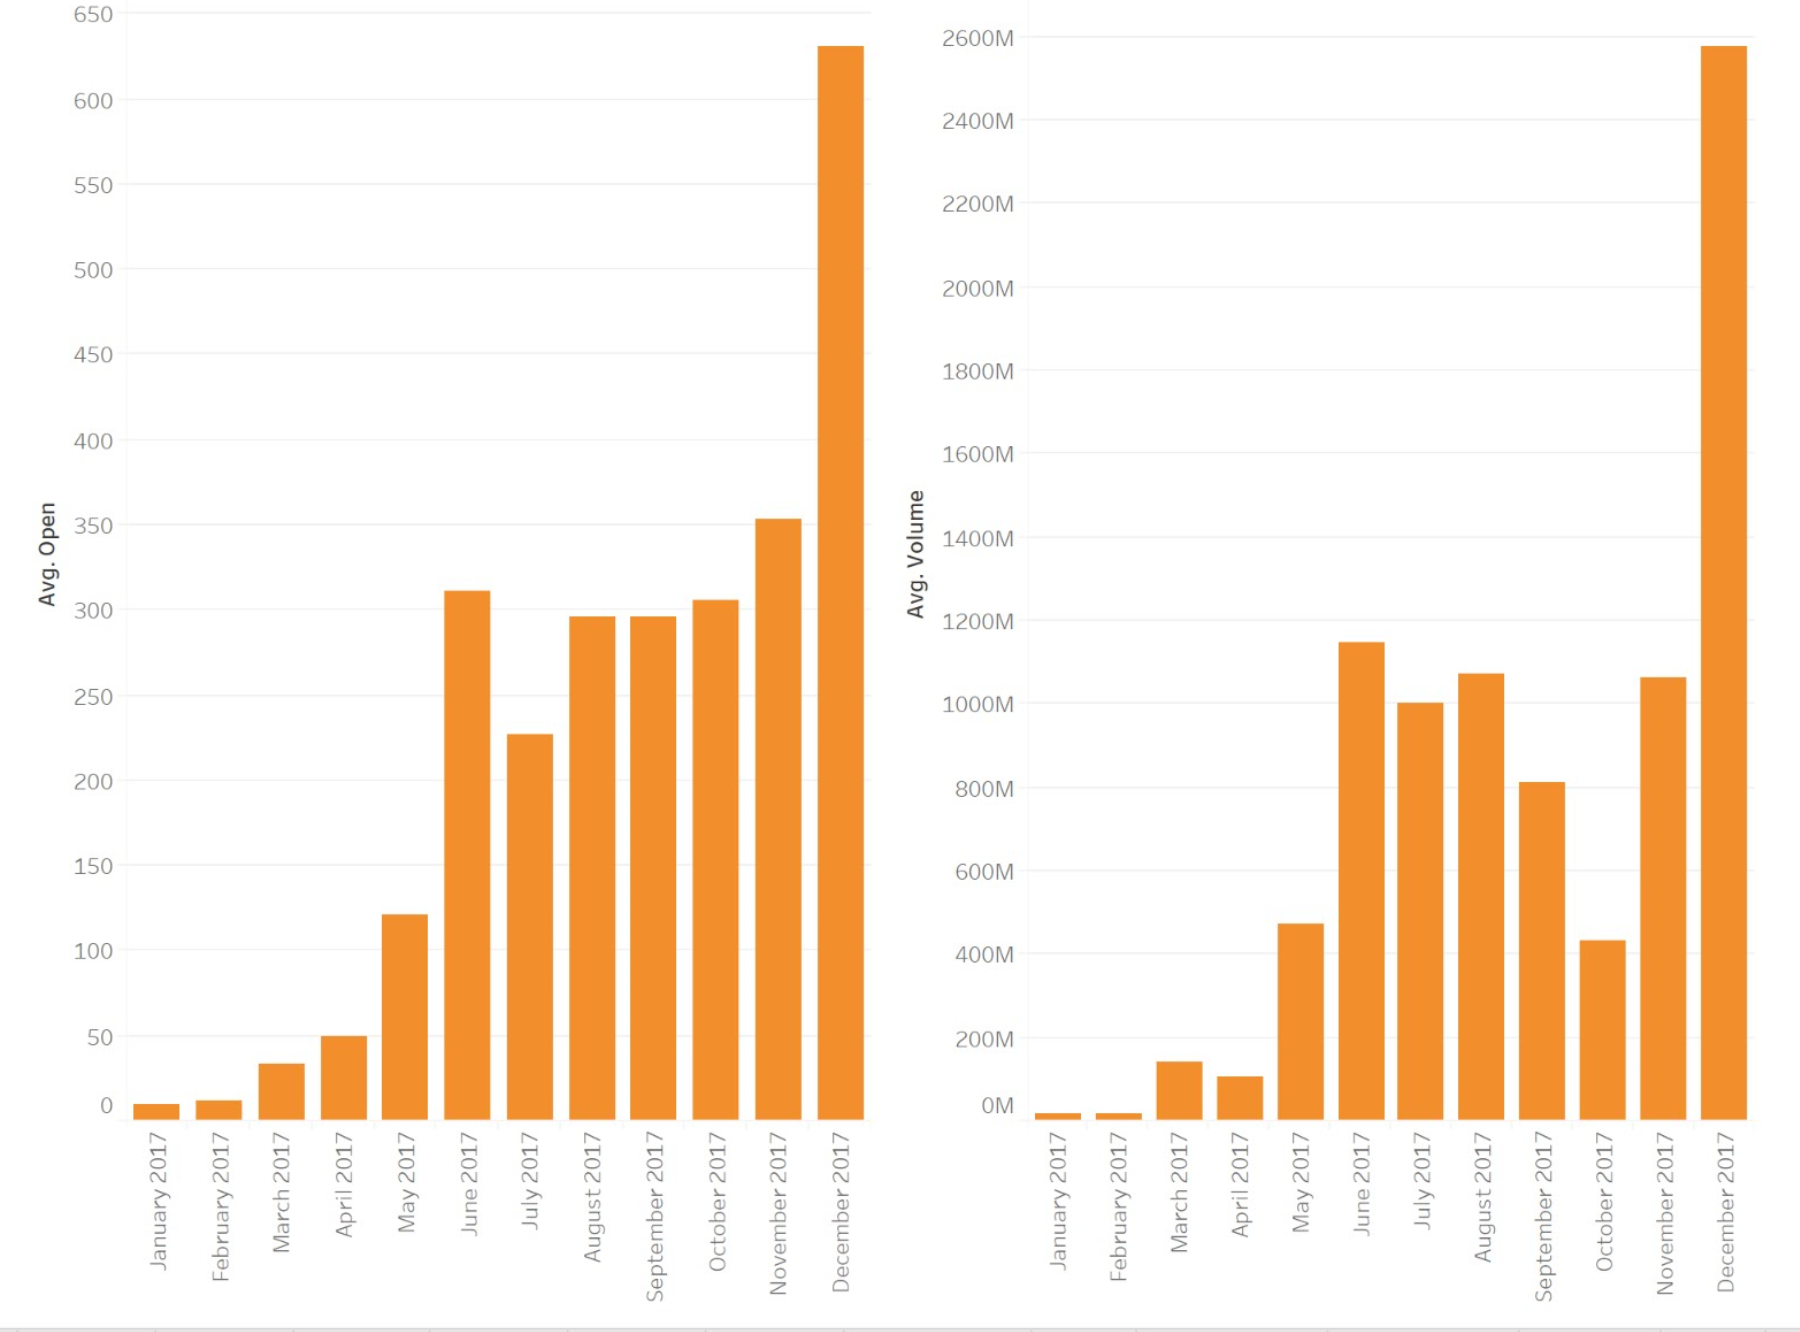 650
600
550
500
450
400
350
300
250
200
150
100
50
0
Avg. Open
January 2017
February 2017
March 2017
April 2017
May 2017
June 2017
July 2017
August 2017
September 2017
October 2017
November 2017
December 2017
2600M
2400M
2200M
2000M
1800M
1600M
1400M
1200M
1000M
800M
600M
400M
200M
0M
Avg. Volume
January 2017
February 2017
March 2017
April 2017
May 2017
June 2017
July 2017
August 2017
September 2017
October 2017
November 2017
December 2017